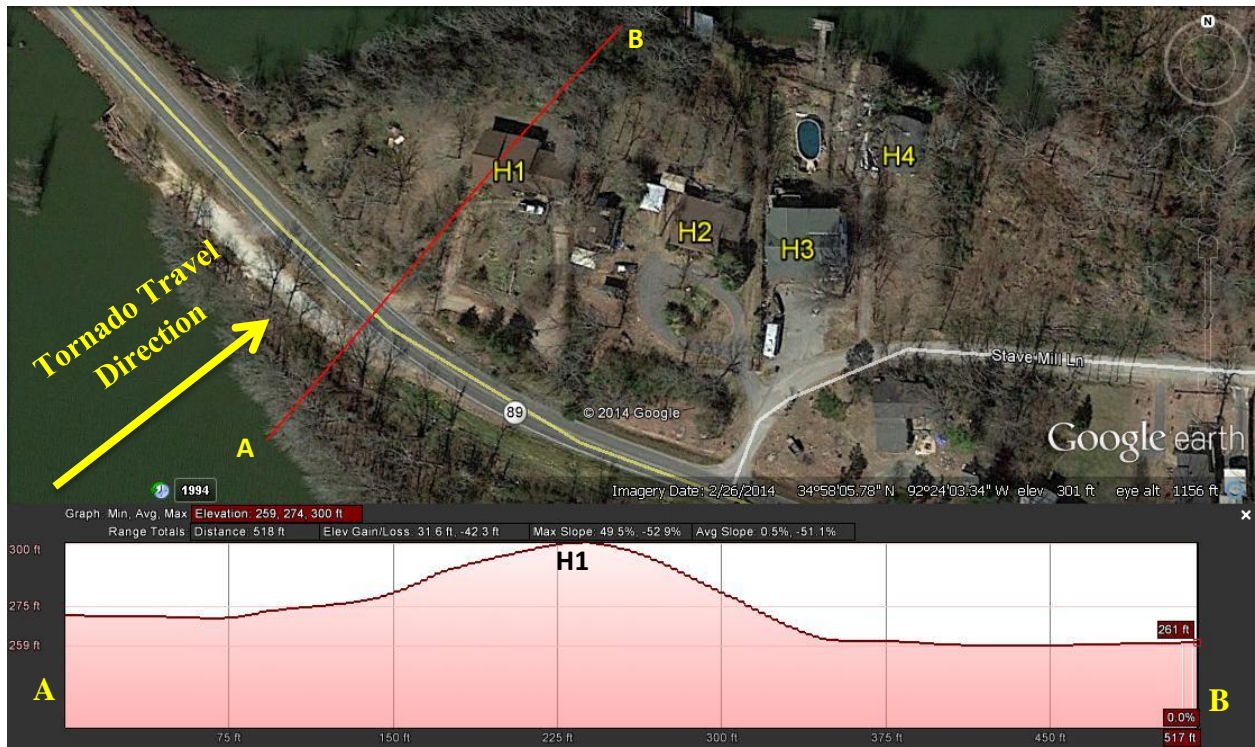 N
B
H1
H4
H2
H3
Tornado Travel
Direction
Stave Mill Ln
89
© 2014 Google
A
Google earth
1994
Imagery Date: 2/26/2014 34°58'05.78" N 92°24'03.34" W elev 301 ft eye alt 1156 ft
Graph: Min, Avg, Max Elevation: 259, 274, 300 ft
Range Totals: Distance: 518 ft Elev Gain/Loss: 31.6 ft, -42.3 ft Max Slope: 49.5%, -52.9% Avg Slope: 0.5%, -51.1%
300 ft
H1
275 ft
261 ft
259 ft
A
B
0.0%
75 ft 150 ft 225 ft 300 ft 375 ft 450 ft 517 ft